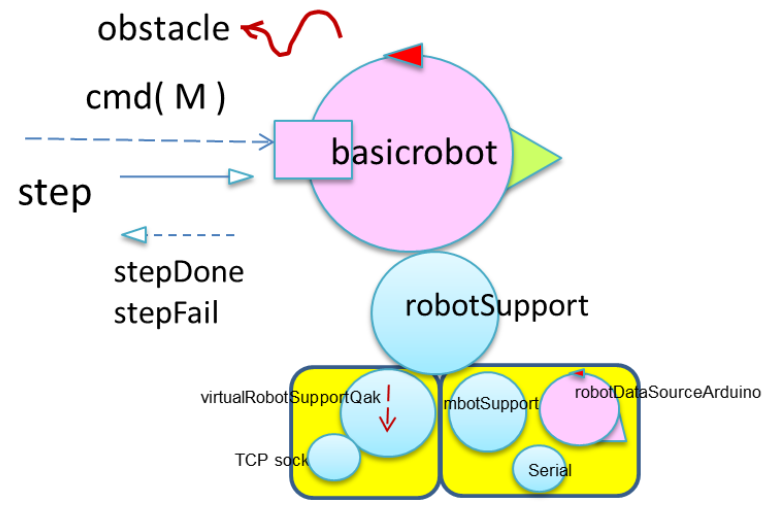 obstacle
cmd( M )
basicrobot
step
stepDone
stepFail
robotSupport
virtualRobotSupportQak
mbotSupport
robotDataSourceArduino
TCP sock
Serial